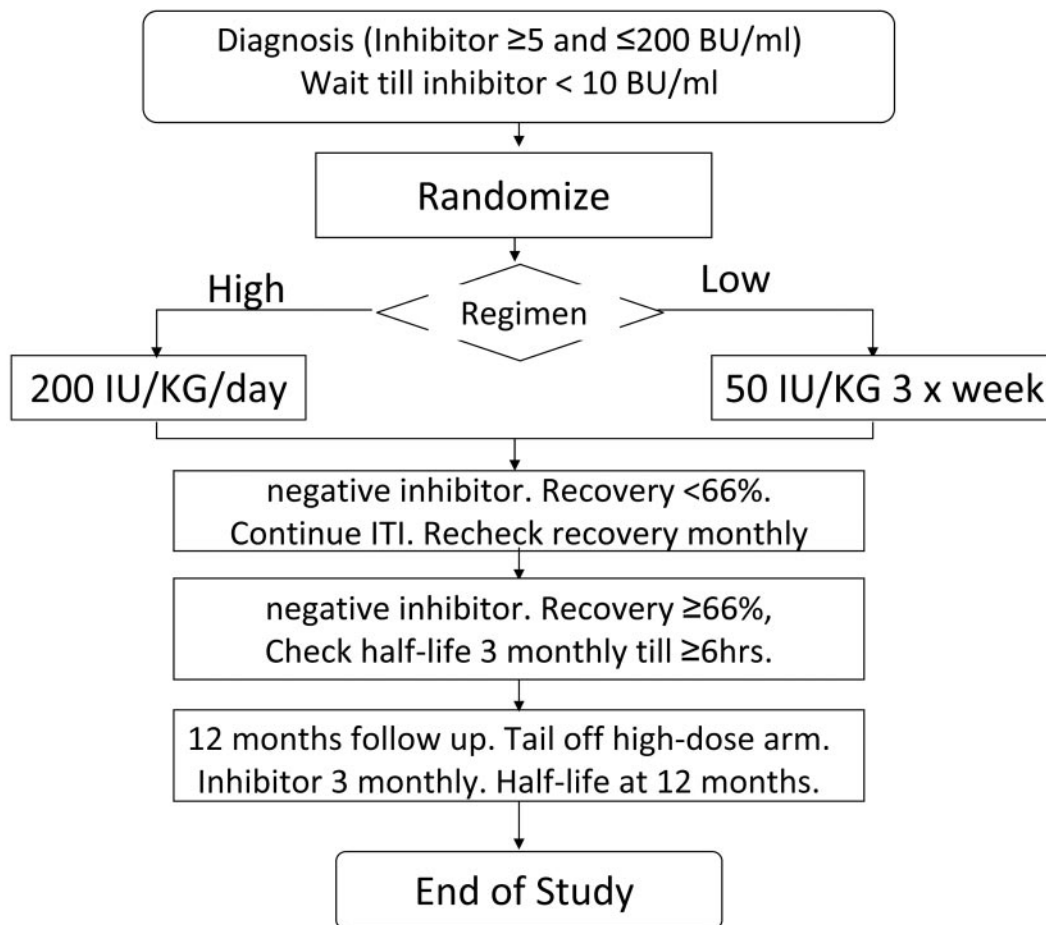 Diagnosis (Inhibitor ≥5 and ≤200 BU/ml)
Wait till inhibitor < 10 BU/ml
Randomize
High
Low
Regimen
200 IU/KG/day
50 IU/KG 3 x week
negative inhibitor. Recovery <66%.
Continue ITI. Recheck recovery monthly
negative inhibitor. Recovery ≥66%,
Check half-life 3 monthly till ≥6hrs.
12 months follow up. Tail off high-dose arm.
Inhibitor 3 monthly. Half-life at 12 months.
End of Study